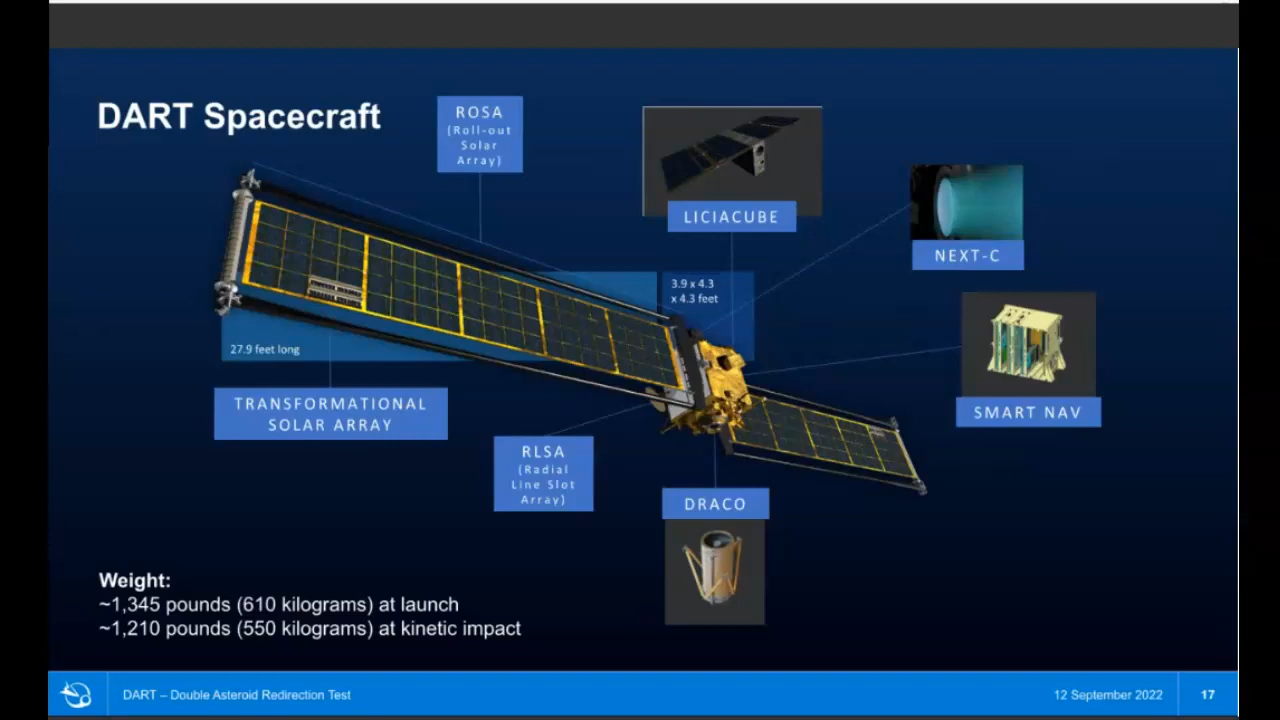 DART Spacecraft
ROSA
(Roll-out
Solar
Array)
LICIACUBE
NEXT-C
3.9 x 4.3
x 4.3 feet
27.9 feet long
TRANSFORMATIONAL
SOLAR ARRAY
SMART NAV
RLSA
(Radial
Line Slot
Array)
DRACO
Weight:
~1,345 pounds (610 kilograms) at launch
~1,210 pounds (550 kilograms) at kinetic impact
DART – Double Asteroid Redirection Test
12 September 2022
17